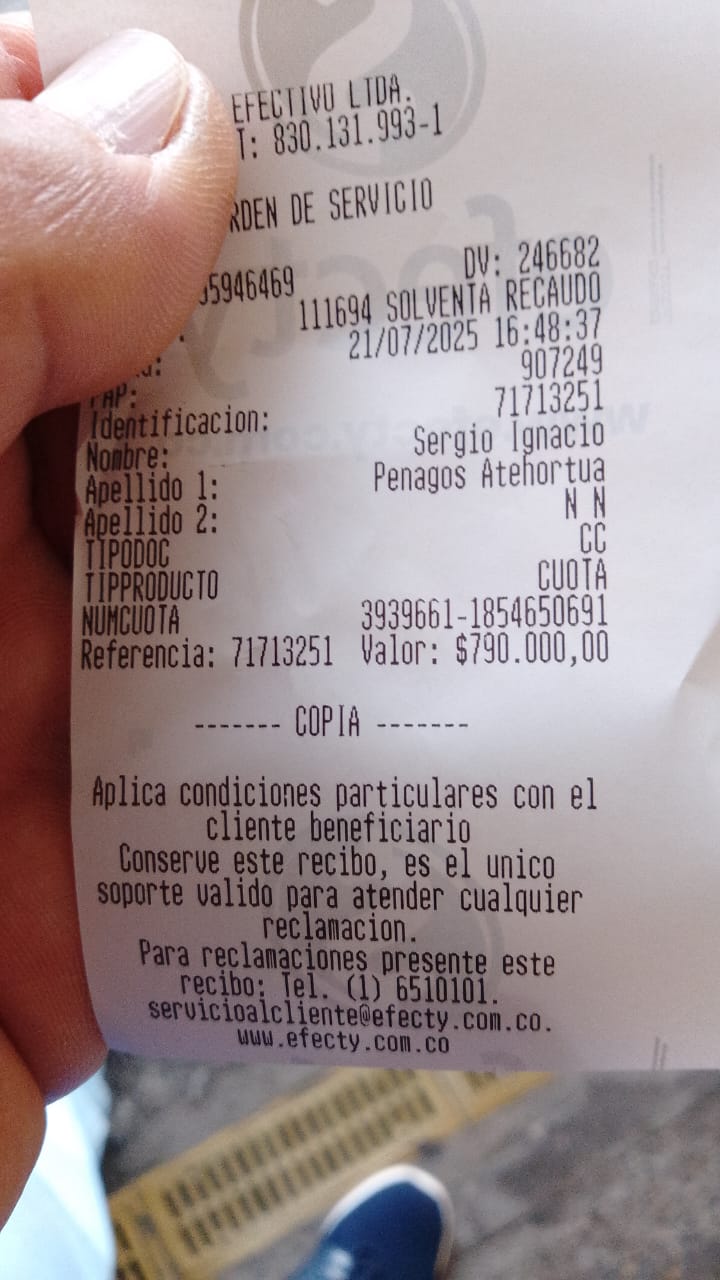 EFECTIVO LTDA.
T: 830.131.993-1
RDEN DE SERVICIO
DV: 246682
5946469
111694 SOLVENTA RECAUDO
21/07/2025 16:48:37
907249
PAP: 71713251
Identificacion: Sergio Ignacio
Nombre: Penagos Atehortua
Apellido 1: N N
Apellido 2: CC
TIPODOC CUOTA
TIPPRODUCTO 3939661-1854650691
NUMCUOTA
Referencia: 71713251 Valor: $790.000,00
------- COPIA -------
Aplica condiciones particulares con el
cliente beneficiario
Conserve este recibo, es el unico
soporte valido para atender cualquier
reclamacion.
Para reclamaciones presente este
recibo: Tel. (1) 6510101.
servicioalcliente@efecty.com.co.
www.efecty.com.co